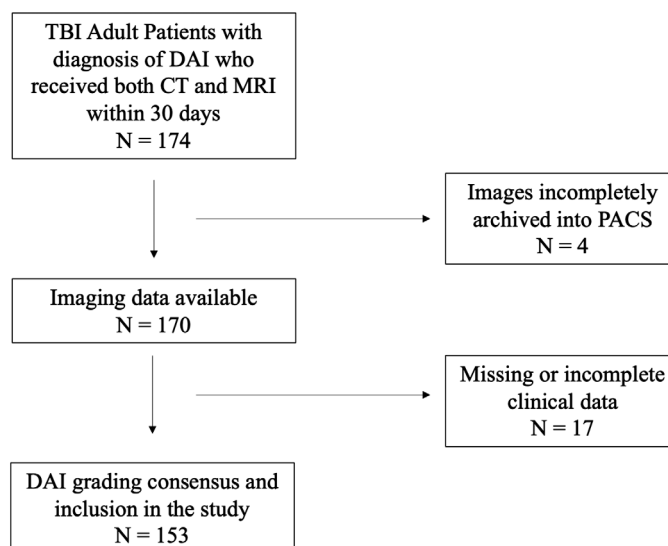 TBI Adult Patients with
diagnosis of DAI who
received both CT and MRI
within 30 days
N = 174
Images incompletely
archived into PACS
N = 4
Imaging data available
N = 170
Missing or incomplete
clinical data
N = 17
DAI grading consensus and
inclusion in the study
N = 153